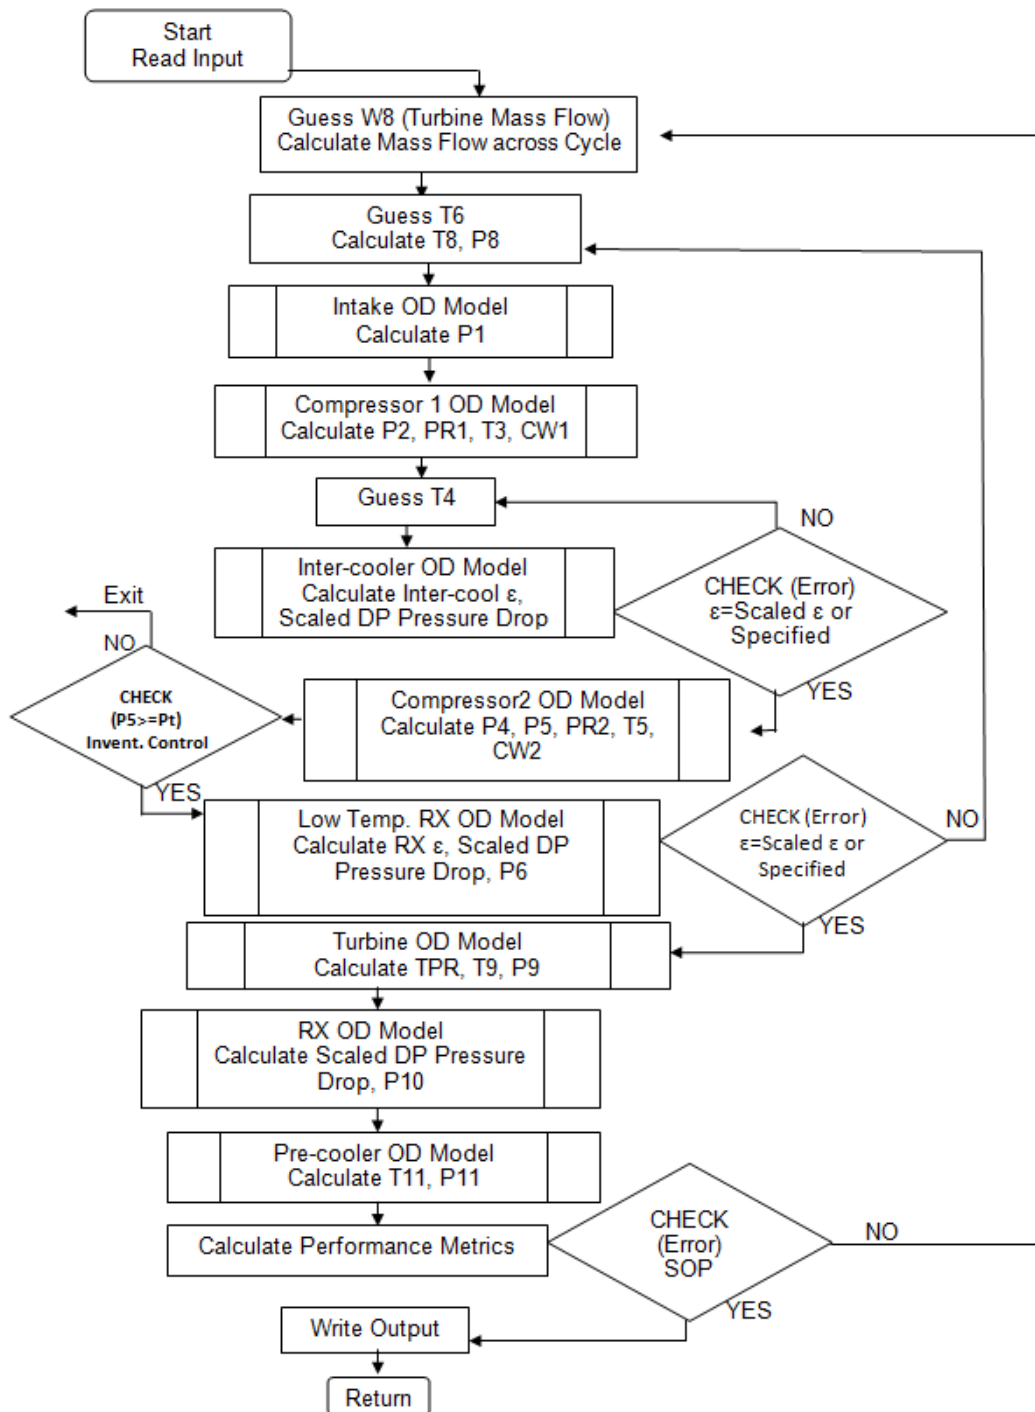 Start
Read Input
Guess W8 (Turbine Mass Flow)
Calculate Mass Flow across Cycle
Guess T6
Calculate T8, P8
Intake OD Model
Calculate P1
Compressor 1 OD Model
Calculate P2, PR1, T3, CW1
Guess T4
NO
Inter-cooler OD Model
Calculate Inter-cool ε,
Scaled DP Pressure Drop
CHECK (Error)
ε=Scaled ε or
Specified
YES
Exit
NO
CHECK
(P5>=Pt)
Invent. Control
YES
Compressor2 OD Model
Calculate P4, P5, PR2, T5,
CW2
Low Temp. RX OD Model
Calculate RX ε, Scaled DP
Pressure Drop, P6
CHECK (Error)
ε=Scaled ε or
Specified
NO
YES
Turbine OD Model
Calculate TPR, T9, P9
RX OD Model
Calculate Scaled DP Pressure
Drop, P10
Pre-cooler OD Model
Calculate T11, P11
Calculate Performance Metrics
CHECK
(Error)
SOP
NO
YES
Write Output
Return